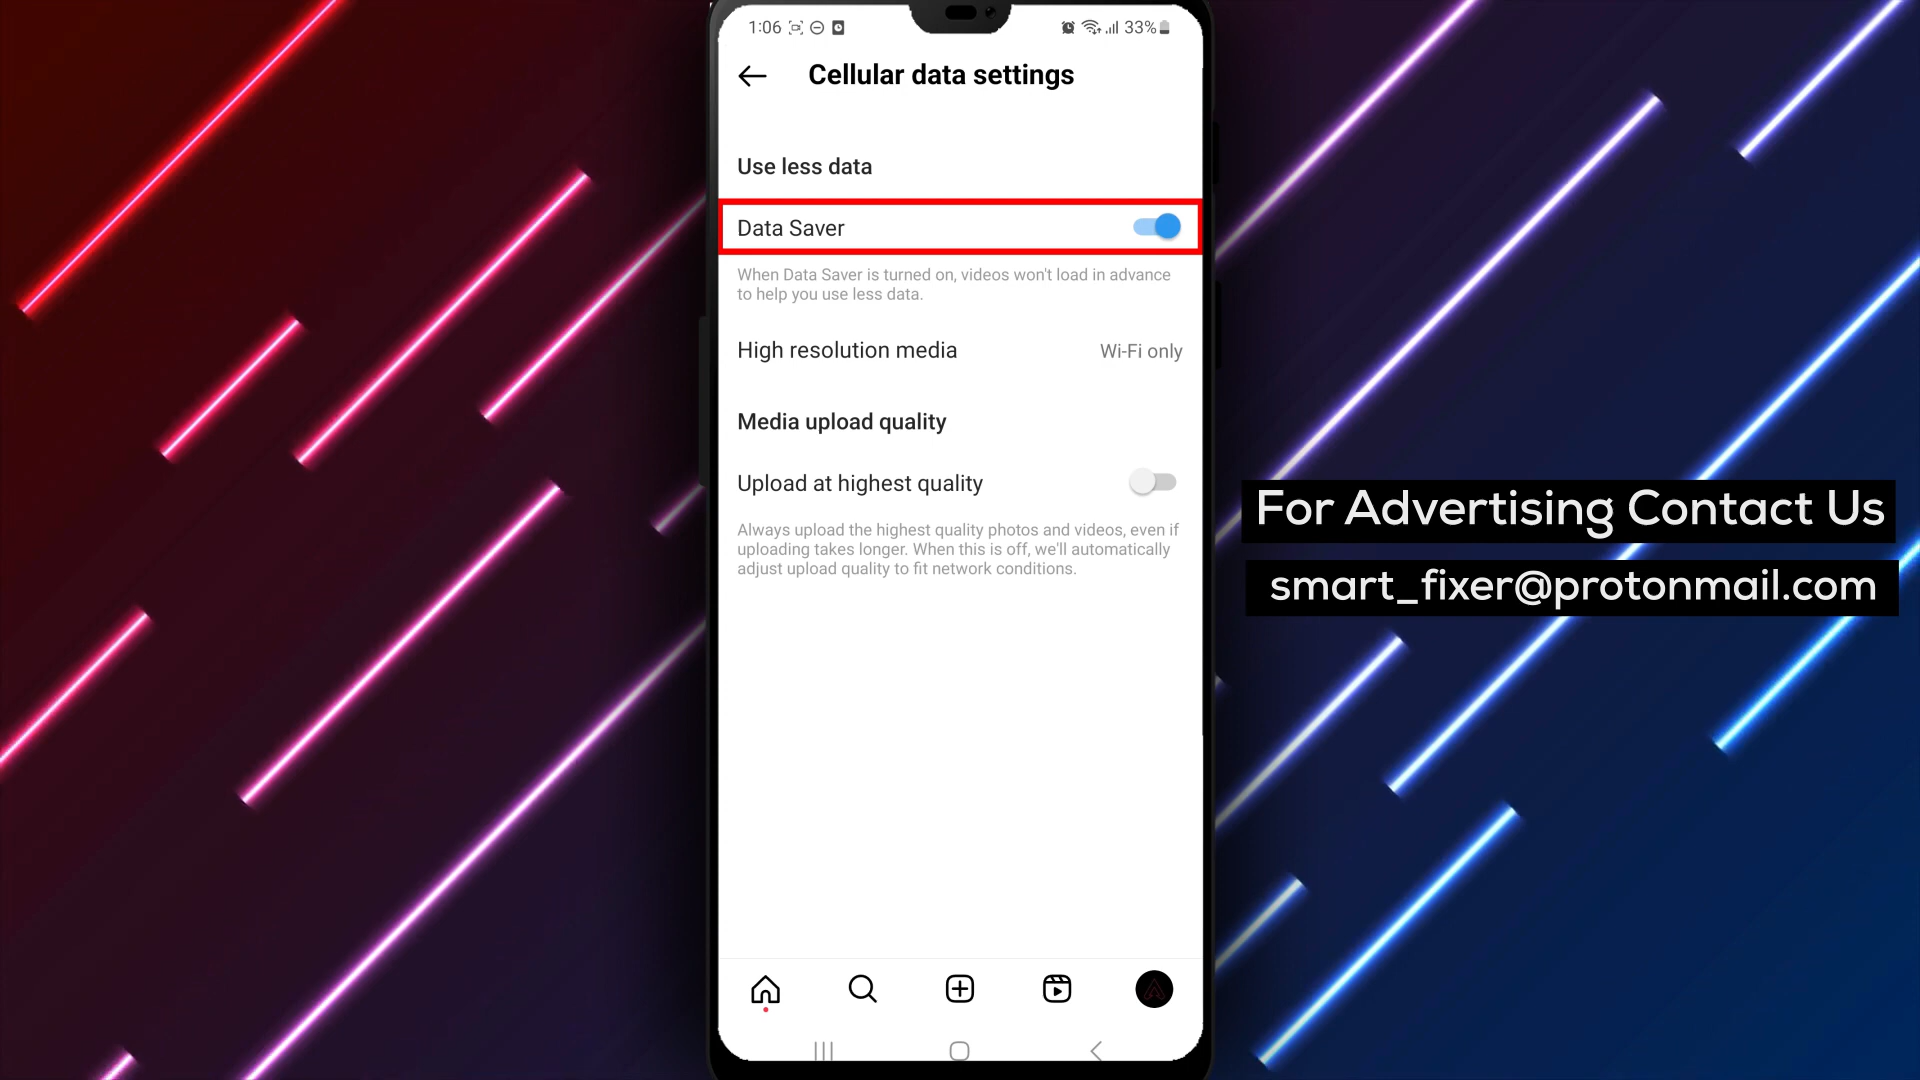 1:06
33%
Cellular data settings
Use less data
Data Saver
When Data Saver is turned on, videos won't load in advance
to help you use less data.
High resolution media
Wi-Fi only
Media upload quality
Upload at highest quality
Always upload the highest quality photos and videos, even if
uploading takes longer. When this is off, we'll automatically
adjust upload quality to fit network conditions.
For Advertising Contact Us
smart_fixer@protonmail.com